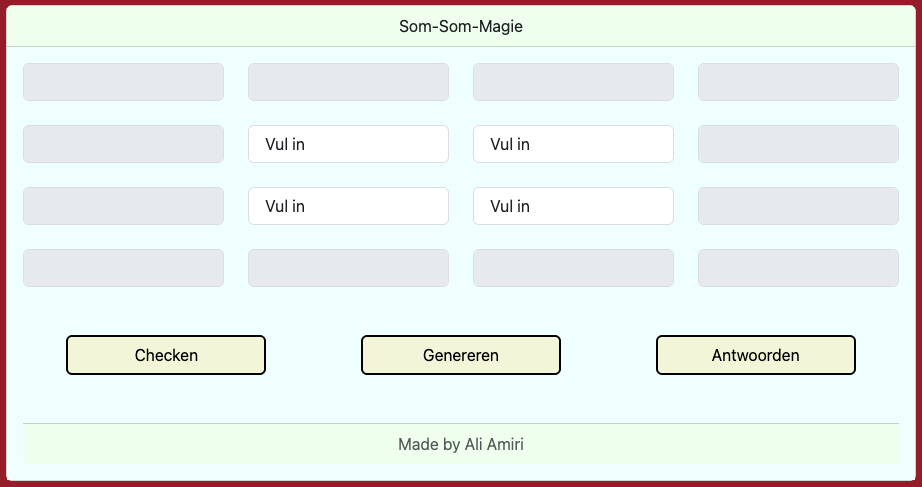 Som-Som-Magie
Vul in Vul in
Vul in Vul in
Checken Genereren Antwoorden
Made by Ali Amiri